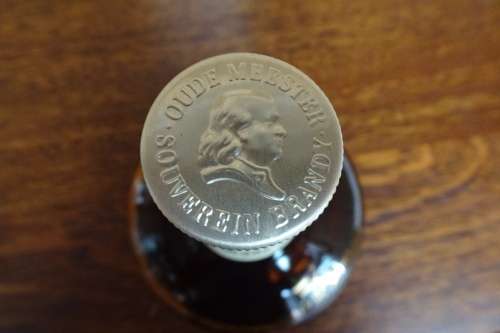 · OUDE MEESTER ·
SOUVEREIN BRANDY